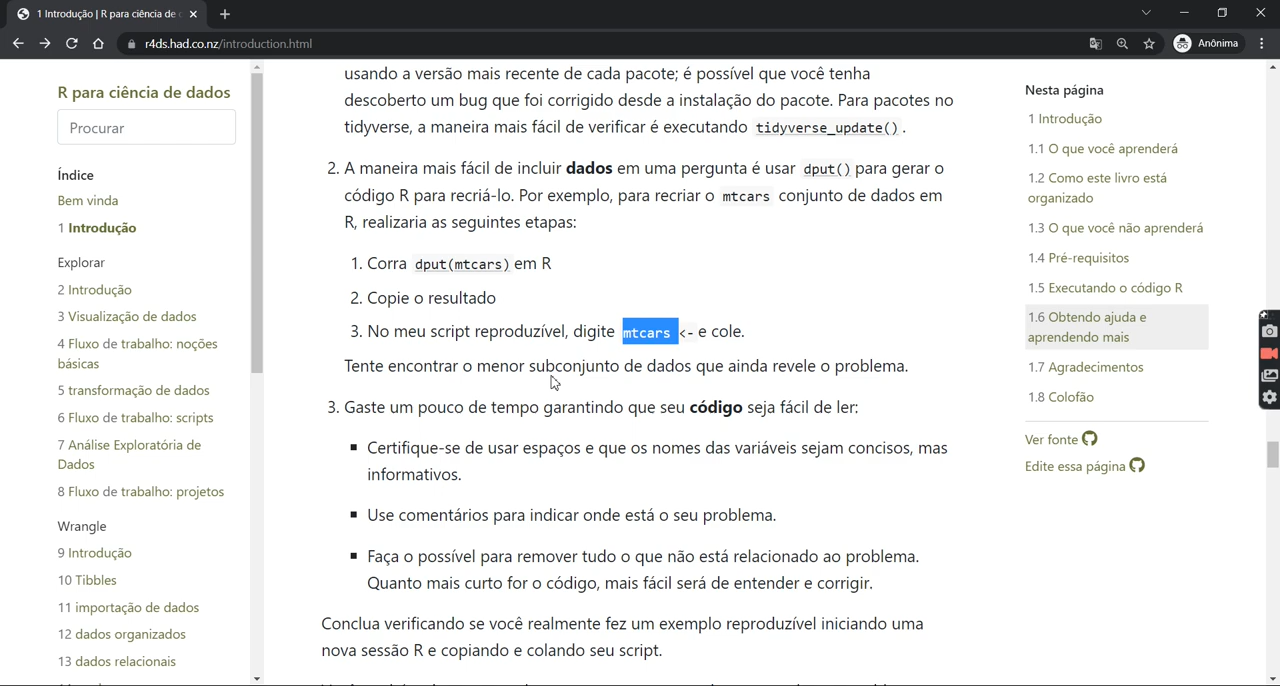 1 Introdução | R para ciência de
r4ds.had.co.nz/introduction.html
Anônima
R para ciência de dados
Procurar
Índice
Bem vinda
1 Introdução
Explorar
2 Introdução
3 Visualização de dados
4 Fluxo de trabalho: noções
básicas
5 transformação de dados
6 Fluxo de trabalho: scripts
7 Análise Exploratória de
Dados
8 Fluxo de trabalho: projetos
Wrangle
9 Introdução
10 Tibbles
11 importação de dados
12 dados organizados
13 dados relacionais
usando a versão mais recente de cada pacote; é possível que você tenha
descoberto um bug que foi corrigido desde a instalação do pacote. Para pacotes no
tidyverse, a maneira mais fácil de verificar é executando tidyverse_update().
2. A maneira mais fácil de incluir dados em uma pergunta é usar dput() para gerar o
código R para recriá-lo. Por exemplo, para recriar o mtcars conjunto de dados em
R, realizaria as seguintes etapas:
1. Corra dput(mtcars) em R
2. Copie o resultado
3. No meu script reproduzível, digite mtcars <- e cole.
Tente encontrar o menor subconjunto de dados que ainda revele o problema.
3. Gaste um pouco de tempo garantindo que seu código seja fácil de ler:
Certifique-se de usar espaços e que os nomes das variáveis sejam concisos, mas
informativos.
Use comentários para indicar onde está o seu problema.
Faça o possível para remover tudo o que não está relacionado ao problema.
Quanto mais curto for o código, mais fácil será de entender e corrigir.
Conclua verificando se você realmente fez um exemplo reproduzível iniciando uma
nova sessão R e copiando e colando seu script.
Nesta página
1 Introdução
1.1 O que você aprenderá
1.2 Como este livro está
organizado
1.3 O que você não aprenderá
1.4 Pré-requisitos
1.5 Executando o código R
1.6 Obtendo ajuda e
aprendendo mais
1.7 Agradecimentos
1.8 Colofão
Ver fonte
Edite essa página